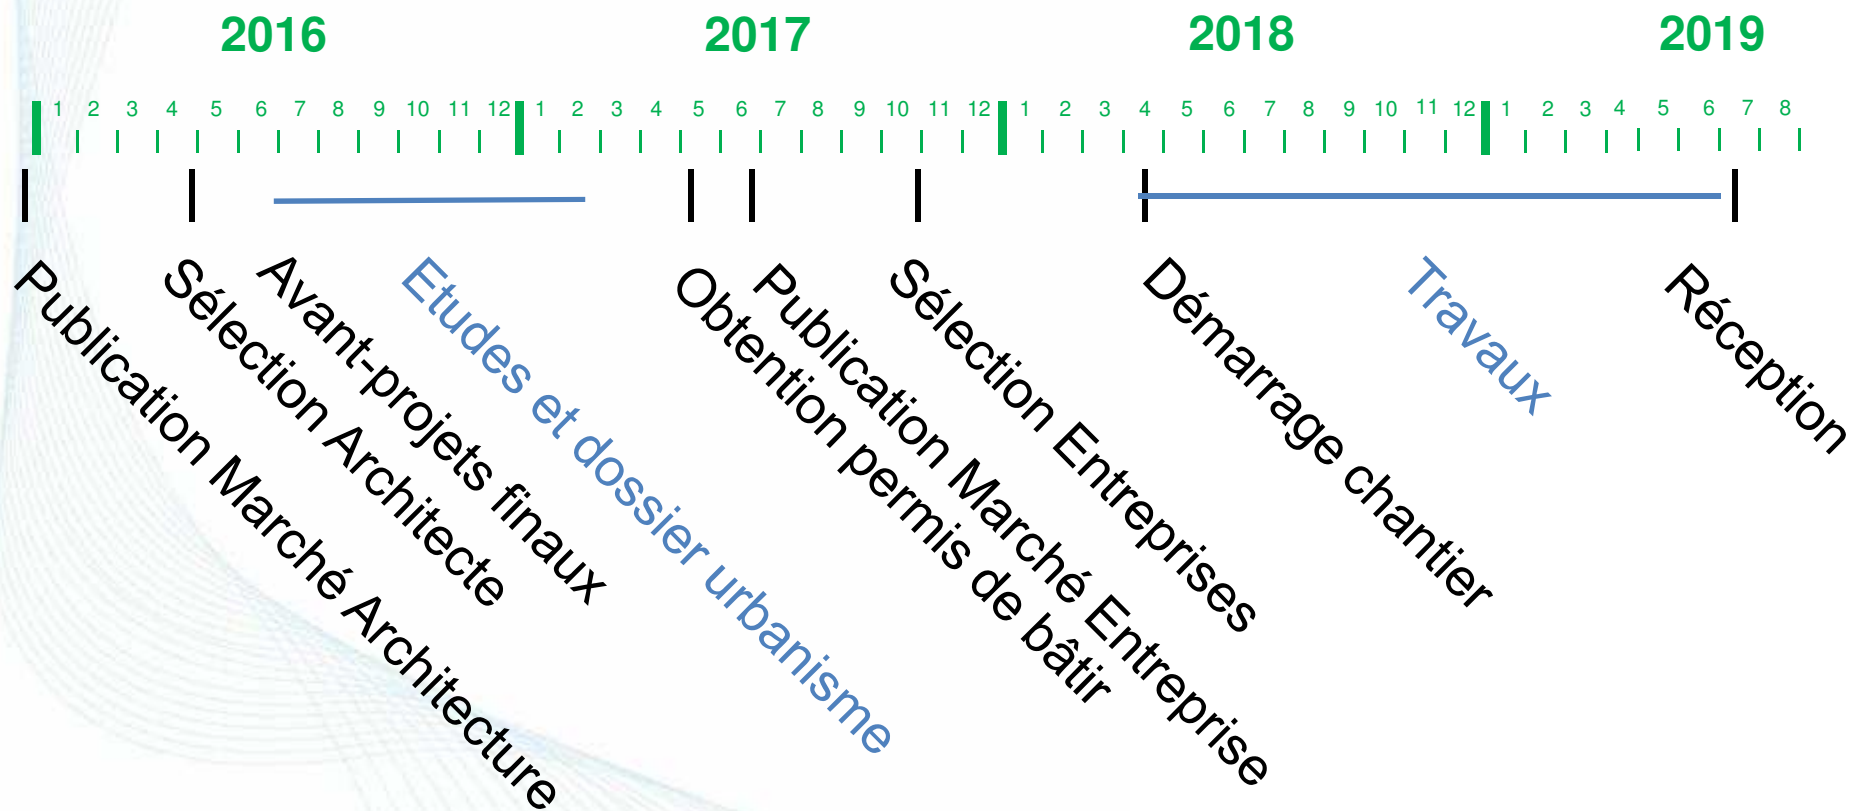 2016 2017 2018 2019
1 2 3 4 5 6 7 8 9 10 11 12 1 2 3 4 5 6 7 8 9 10 11 12 1 2 3 4 5 6 7 8 9 10 11 12 1 2 3 4 5 6 7 8
Publication Marché Architecture
Sélection Architecte
Avant-projets finaux
Etudes et dossier urbanisme
Obtention permis de bâtir
Publication Marché Entreprise
Sélection Entreprises
Démarrage chantier
Travaux
Réception